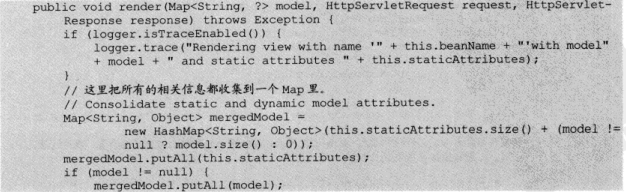 public void render(Map<String, ?> model, HttpServletRequest request, HttpServlet-
Response response) throws Exception {
if (logger.isTraceEnabled()) {
logger.trace("Rendering view with name '" + this.beanName + "'with model"
+ model + " and static attributes " + this.staticAttributes);
}
// 这里把所有的相关信息都收集到一个 Map 里。
// Consolidate static and dynamic model attributes.
Map<String, Object> mergedModel =
new HashMap<String, Object>(this.staticAttributes.size() + (model !=
null ? model.size() : 0));
mergedModel.putAll(this.staticAttributes);
if (model != null) {
mergedModel.putAll(model);